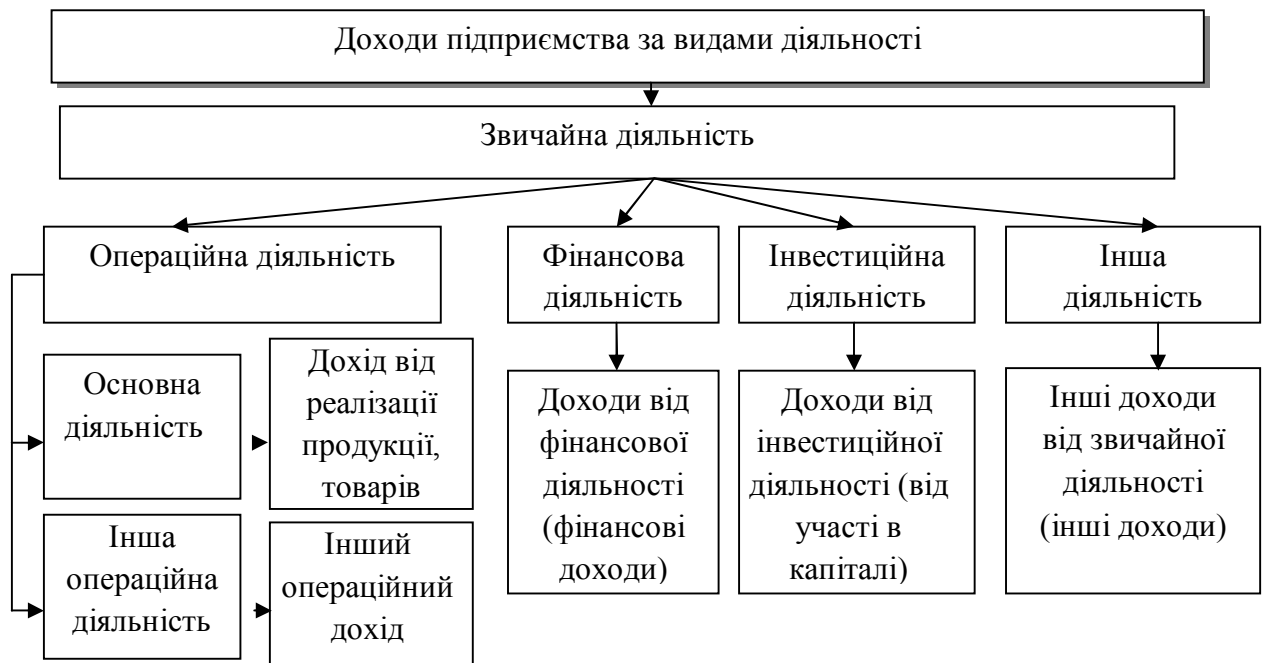 Доходи підприємства за видами діяльності
Звичайна діяльність
Операційна діяльність
Фінансова
діяльність
Інвестиційна
діяльність
Інша
діяльність
Основна
діяльність
Дохід від
реалізації
продукції,
товарів
Інша
операційна
діяльність
Інший
операційний
дохід
Доходи від
фінансової
діяльності
(фінансові
доходи)
Доходи від
інвестиційної
діяльності (від
участі в
капіталі)
Інші доходи
від звичайної
діяльності
(інші доходи)